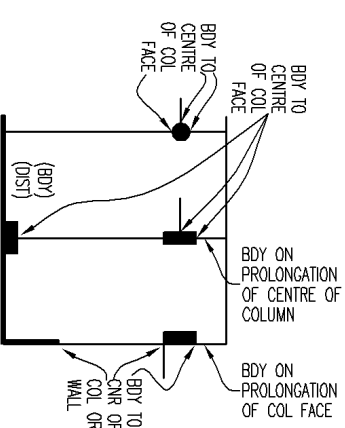 BDY TO
CENTRE
OF COL
FACE
BDY TO
CENTRE
OF COL
FACE
(BDY)
(DIST)
BDY ON
PROLONGATION
OF CENTRE OF
COLUMN
BDY ON
PROLONGATION
OF COL FACE
BDY TO
CNR OF
COL OR
WALL